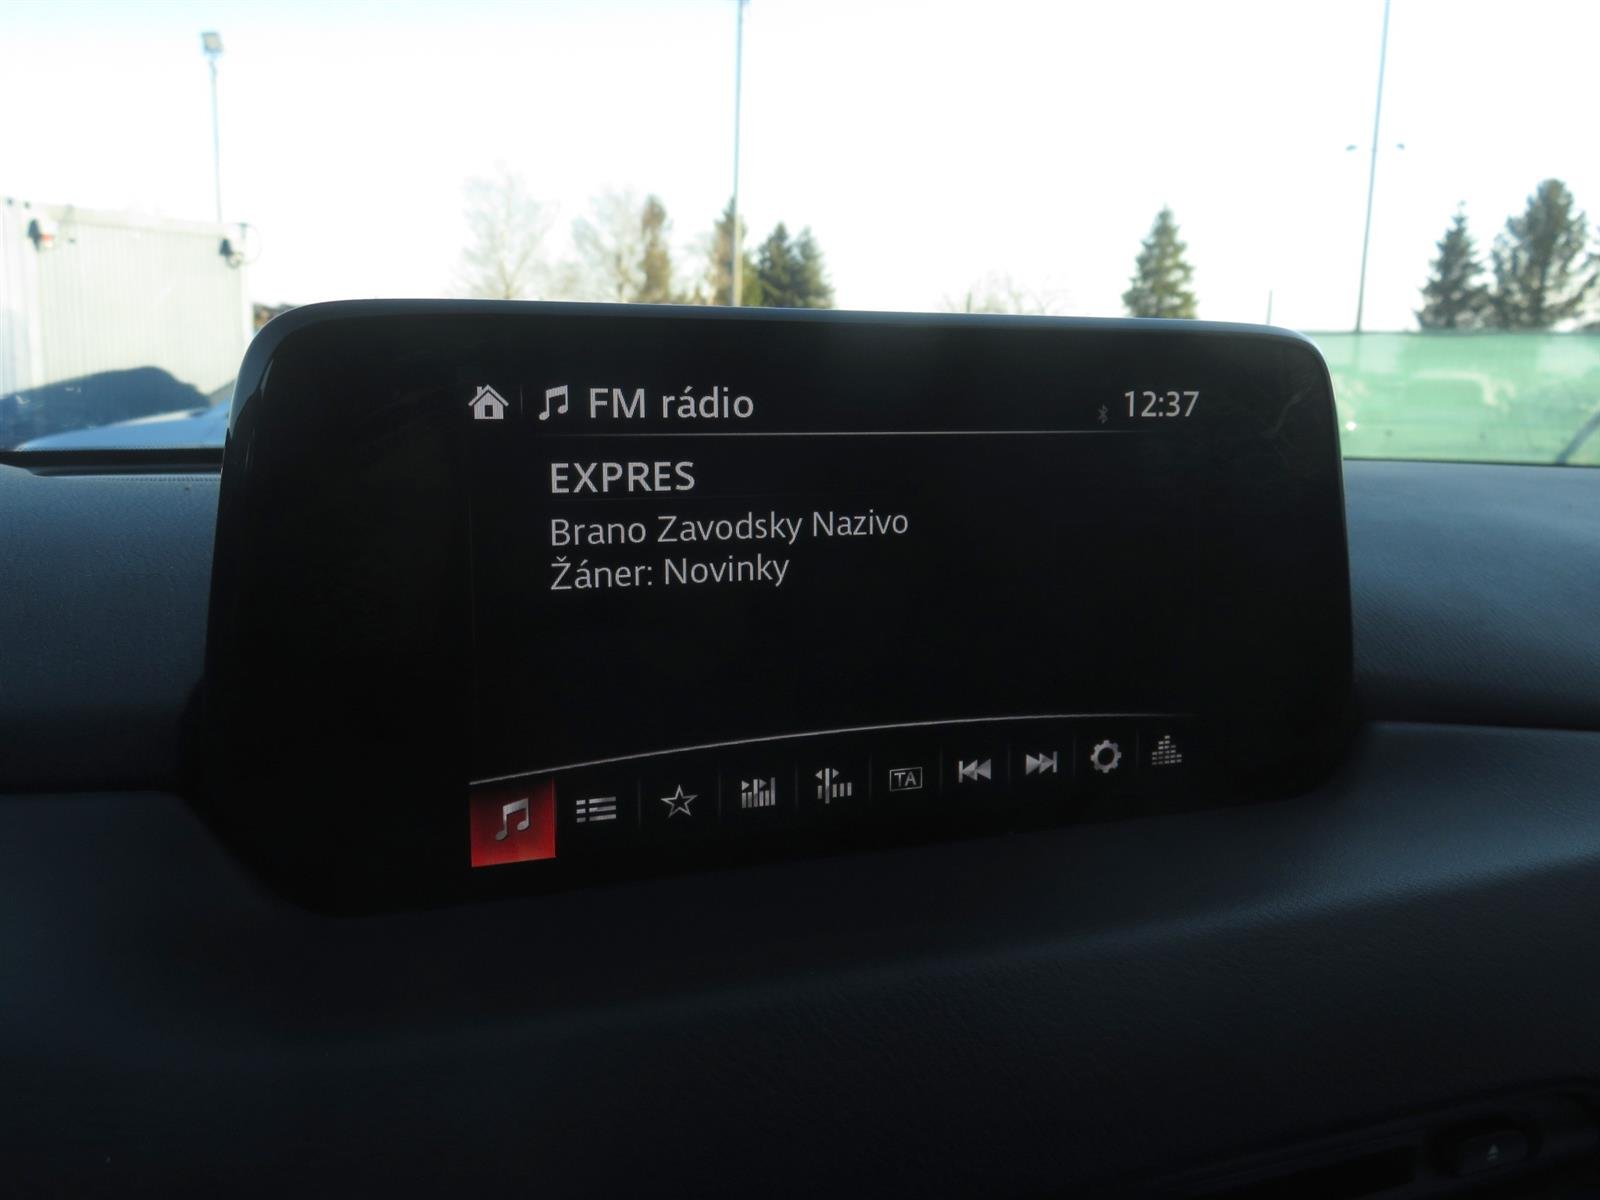 FM rádio
12:37
EXPRES
Brano Zavodsky Nazivo
Žáner: Novinky
TA